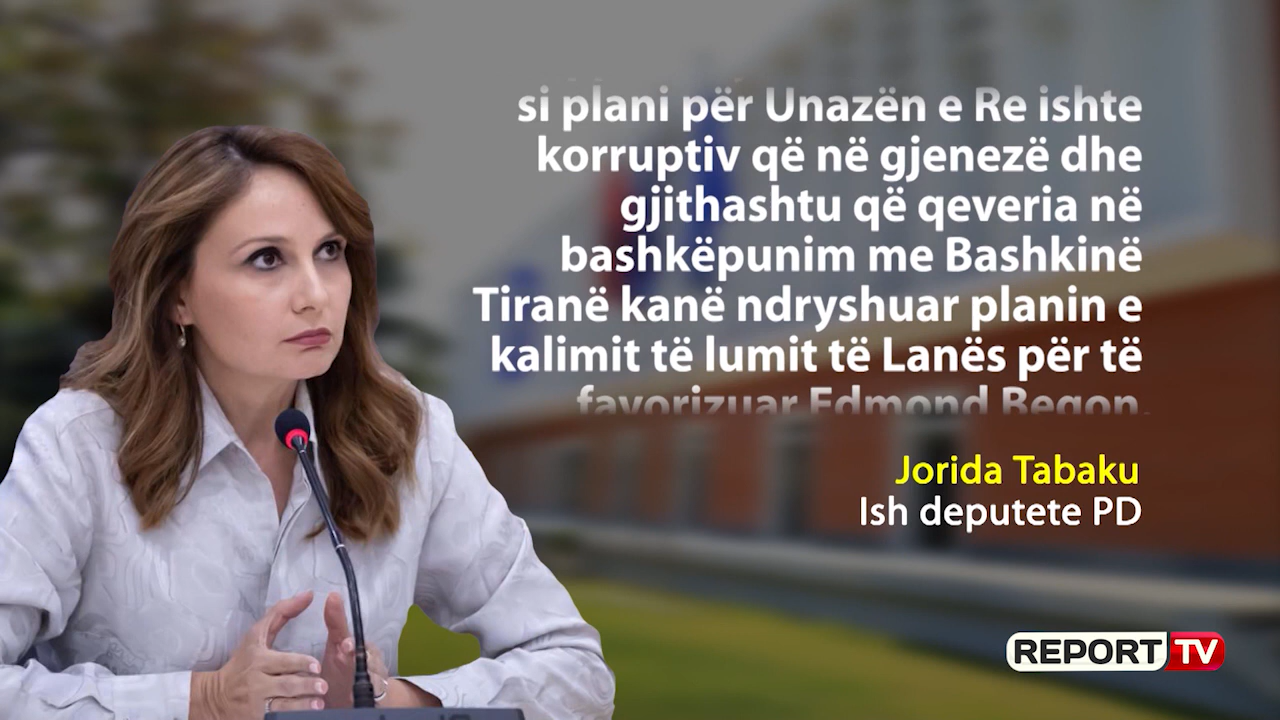 si plani për Unazën e Re ishte
korruptiv që në gjenezë dhe
gjithashtu që qeveria në
bashkëpunim me Bashkinë
Tiranë kanë ndryshuar planin e
kalimit të lumit të Lanës për të
favorizuar Edmond Beqon.
Jorida Tabaku
Ish deputete PD
REPORT TV